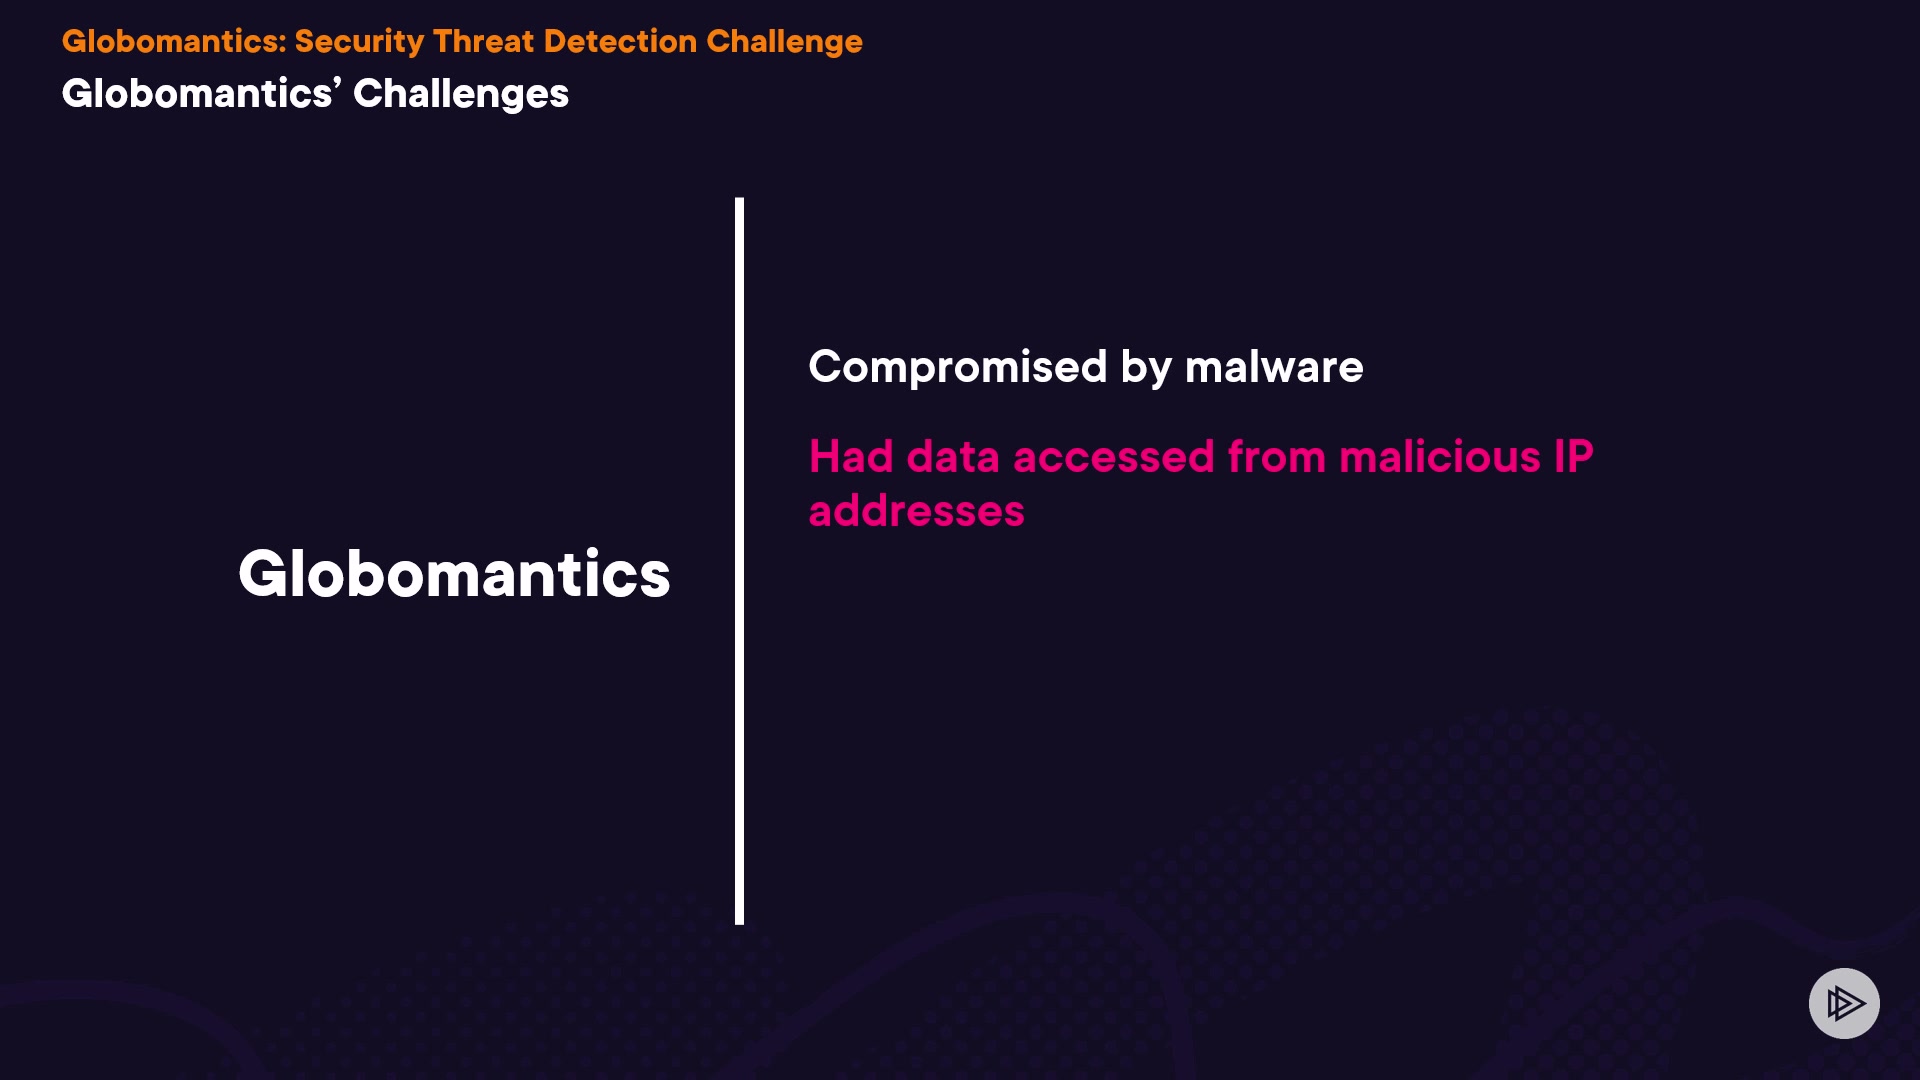 Globomantics: Security Threat Detection Challenge
Globomantics’ Challenges
Compromised by malware
Had data accessed from malicious IP
addresses
Globomantics